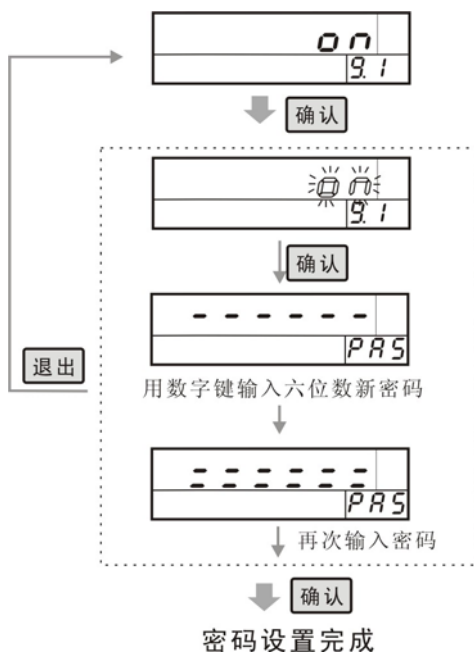 on
9.1
确认
on
9.1
确认
- - - - - -
PAS
退出
用数字键输入六位数新密码
= = = = = =
PAS
再次输入密码
确认
密码设置完成